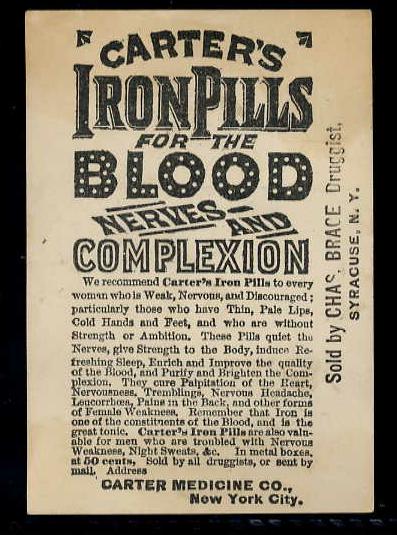 CARTER'S
IRON PILLS
FOR THE
BLOOD
NERVES AND
COMPLEXION
We recommend Carter's Iron Pills to every
woman who is Weak, Nervous, and Discouraged;
particularly those who have Thin, Pale Lips,
Cold Hands and Feet, and who are without
Strength or Ambition. These Pills quiet the
Nerves, give Strength to the Body, induce Re-
freshing Sleep, Enrich and Improve the quality
of the Blood, and Purify and Brighten the Com-
plexion. They cure Palpitation of the Heart,
Nervousness, Tremblings, Nervous Headache,
Leucorrhœa, Pains in the Back, and other forms
of Female Weakness. Remember that Iron is
one of the constituents of the Blood, and is the
great tonic. Carter's Iron Pills are also valu-
able for men who are troubled with Nervous
Weakness, Night Sweats, &c. In metal boxes,
at 50 cents, Sold by all druggists, or sent by
mail. Address
CARTER MEDICINE CO.,
New York City.
Sold by CHAS. BRACE Druggist,
SYRACUSE, N. Y.